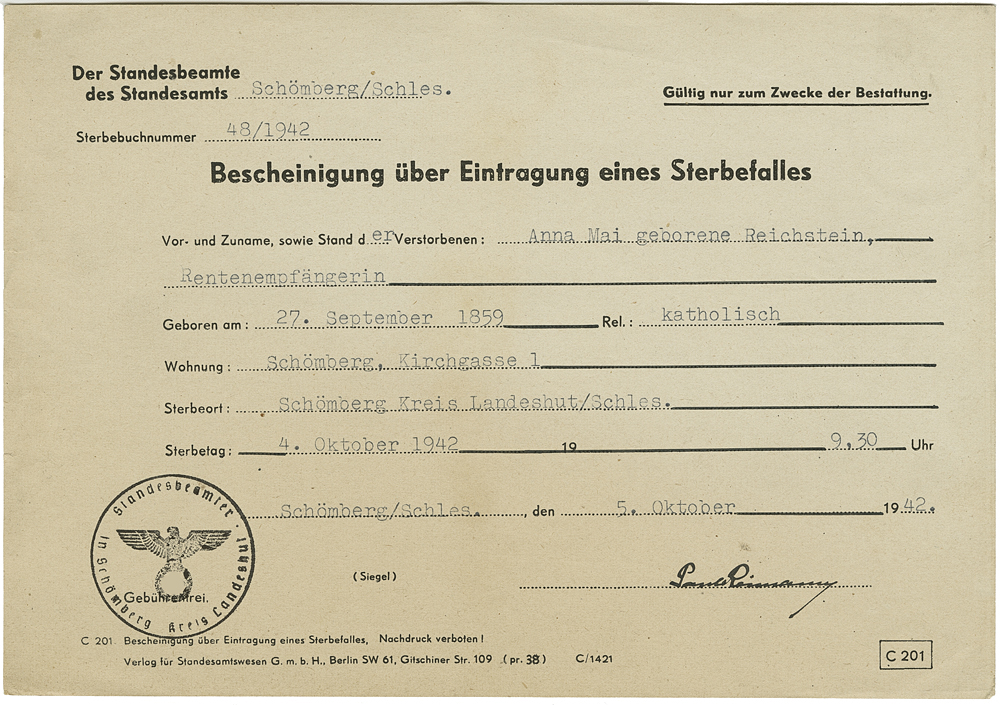 Der Standesbeamte
des Standesamts Schömberg/Schles.
Gültig nur zum Zwecke der Bestattung.
Sterbebuchnummer 48/1942
Bescheinigung über Eintragung eines Sterbefalles
Vor- und Zuname, sowie Stand d er Verstorbenen: Anna Mai geborene Reichstein,
Rentenempfängerin
Geboren am: 27. September 1859 Rel.: katholisch
Wohnung: Schömberg, Kirchgasse 1
Sterbeort: Schömberg Kreis Landeshut/Schles.
Sterbetag: 4. Oktober 1942 19 9,30 Uhr
Schömberg/Schles. , den 5. Oktober 1942.
Standesbeamter
in Schömberg Kreis Landeshut
(Siegel)
Gebührenfrei.
C 201 Bescheinigung über Eintragung eines Sterbefalles, Nachdruck verboten!
Verlag für Standesamtswesen G. m. b. H., Berlin SW 61, Gitschiner Str. 109 (pr. 38) C/1421
C 201